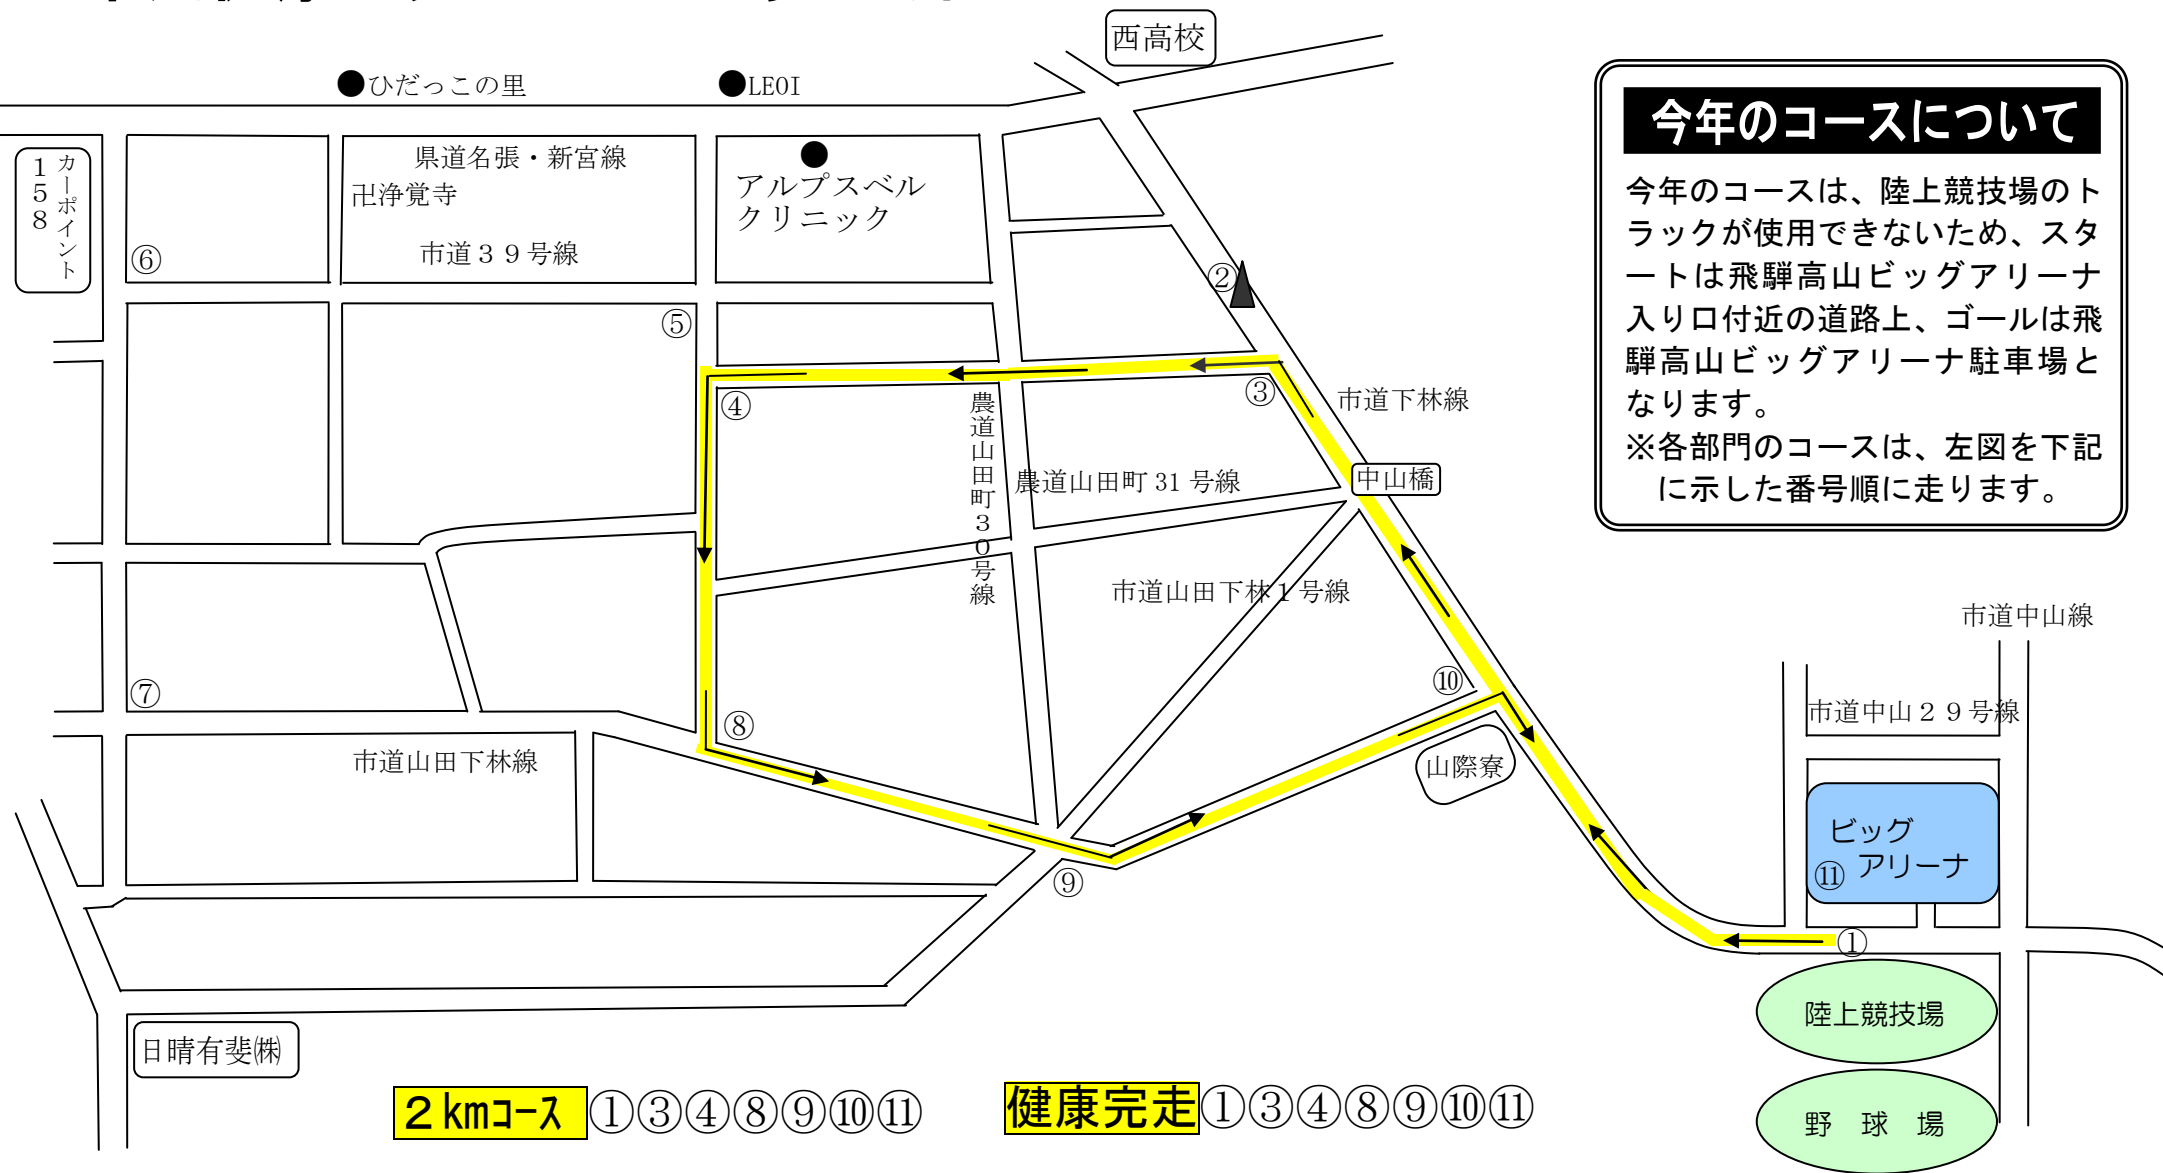 西高校
●ひだっこの里
●LEOI
カーポイント
158
県道名張・新宮線
卍浄覚寺
市道39号線
アルプスベル
クリニック
⑥
⑤
②
④
③
市道下林線
中山橋
農道山田町30号線
農道山田町31号線
市道山田下林1号線
⑦
⑧
⑩
山際寮
市道山田下林線
⑨
日晴有斐㈱
今年のコースについて
今年のコースは、陸上競技場のト
ラックが使用できないため、スタ
ートは飛騨高山ビッグアリーナ
入り口付近の道路上、ゴールは飛
騨高山ビッグアリーナ駐車場と
なります。
※各部門のコースは、左図を下記
に示した番号順に走ります。
市道中山線
市道中山29号線
ビッグ
アリーナ
⑪
①
陸上競技場
野 球 場
2kmコース ①③④⑧⑨⑩⑪
健康完走①③④⑧⑨⑩⑪